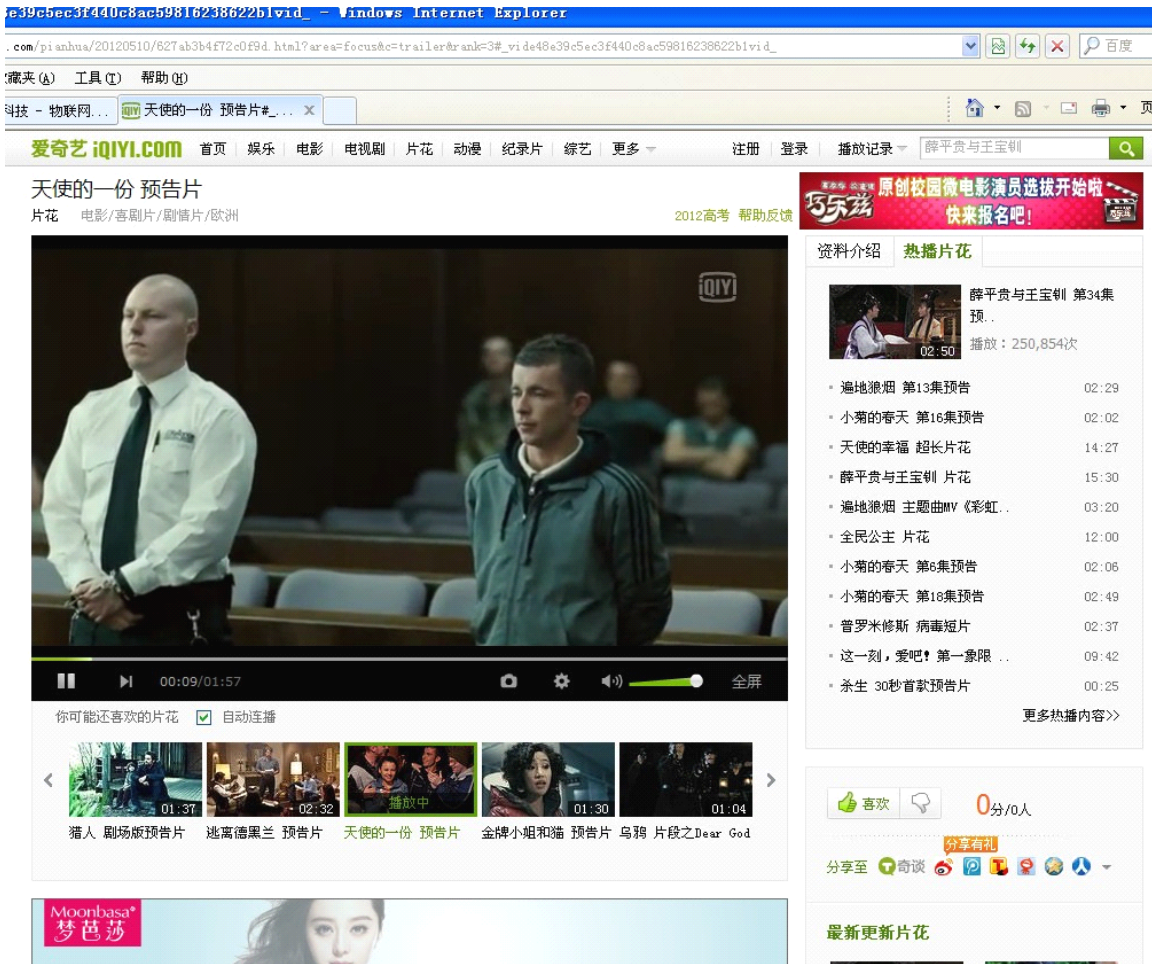 5e39c5ec3f440c8ac59816238622b1vid_ - Windows Internet Explorer
.com/pianhua/20120510/627ab3b4f72c0f9d.html?area=focus&c=trailer&rank=3#_vide48e39c5ec3f440c8ac59816238622b1vid_
百度
收藏夹(A) 工具(T) 帮助(H)
科技 - 物联网... 天使的一份 预告片#_... X
页
爱奇艺 iQIYI.COM 首页 娱乐 电影 电视剧 片花 动漫 纪录片 综艺 更多 注册 登录 播放记录 薛平贵与王宝钏
天使的一份 预告片
片花 电影/喜剧片/剧情片/欧洲
2012高考 帮助反馈
iQIYI
00:09/01:57 全屏
你可能还喜欢的片花 自动连播
01:37 02:32 播放中 01:30 01:04
猎人 剧场版预告片 逃离德黑兰 预告片 天使的一份 预告片 金牌小姐和猫 预告片 乌鸦 片段之Dear God
Moonbasa
梦芭莎
巧乐兹 原创校园微电影演员选拔开始啦
快来报名吧!
资料介绍 热播片花
02:50
薛平贵与王宝钏 第34集
预..
播放:250,854次
遍地狼烟 第13集预告 02:29
小菊的春天 第16集预告 02:02
天使的幸福 超长片花 14:27
薛平贵与王宝钏 片花 15:30
遍地狼烟 主题曲MV《彩虹.. 03:20
全民公主 片花 12:00
小菊的春天 第6集预告 02:06
小菊的春天 第18集预告 02:49
普罗米修斯 病毒短片 02:37
这一刻,爱吧! 第一象限 .. 09:42
杀生 30秒首款预告片 00:25
更多热播内容>>
喜欢 0分/0人
分享有礼
分享至 奇谈
最新更新片花